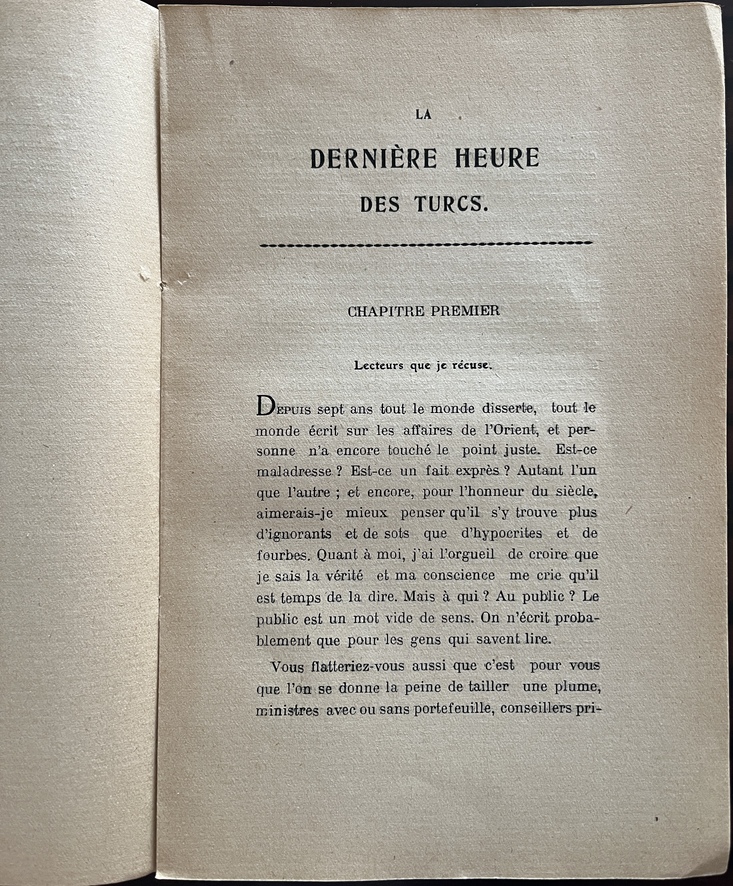 LA
DERNIÈRE HEURE
DES TURCS.
CHAPITRE PREMIER
Lecteurs que je récuse.
DEPUIS sept ans tout le monde disserte, tout le
monde écrit sur les affaires de l'Orient, et per-
sonne n'a encore touché le point juste. Est-ce
maladresse ? Est-ce un fait exprès ? Autant l'un
que l'autre ; et encore, pour l'honneur du siècle,
aimerais-je mieux penser qu'il s'y trouve plus
d'ignorants et de sots que d'hypocrites et de
fourbes. Quant à moi, j'ai l'orgueil de croire que
je sais la vérité et ma conscience me crie qu'il
est temps de la dire. Mais à qui ? Au public ? Le
public est un mot vide de sens. On n'écrit proba-
blement que pour les gens qui savent lire.
Vous flatteriez-vous aussi que c'est pour vous
que l'on se donne la peine de tailler une plume,
ministres avec ou sans portefeuille, conseillers pri-